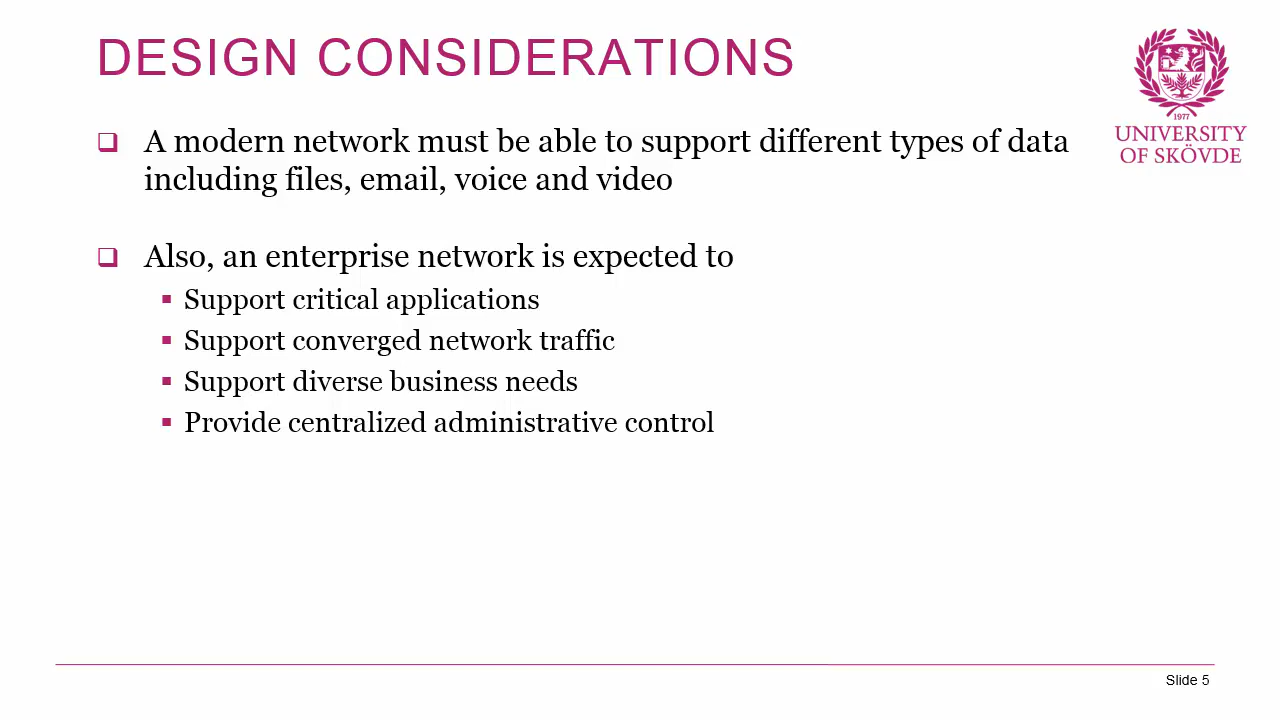 DESIGN CONSIDERATIONS
1977
UNIVERSITY
OF SKÖVDE
A modern network must be able to support different types of data
including files, email, voice and video
Also, an enterprise network is expected to
Support critical applications
Support converged network traffic
Support diverse business needs
Provide centralized administrative control
Slide 5